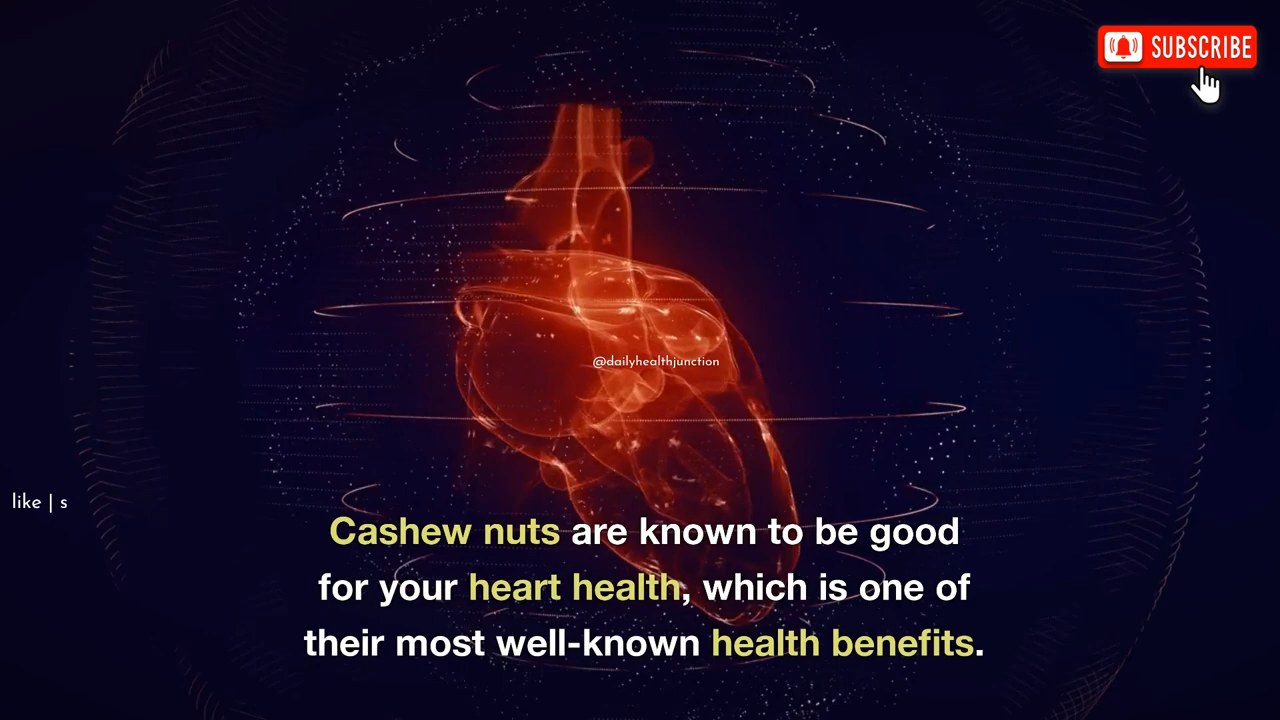 SUBSCRIBE
@dailyhealthjunction
like | s
Cashew nuts are known to be good
for your heart health, which is one of
their most well-known health benefits.